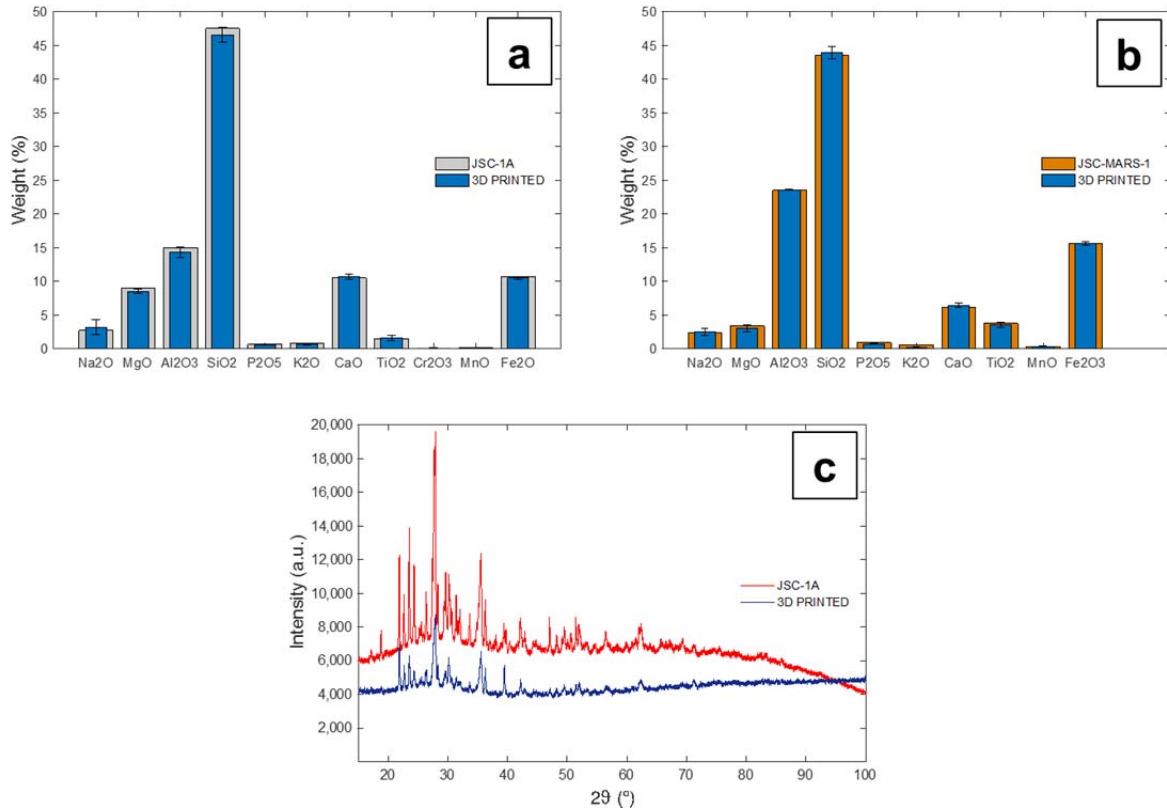 a
50
45
40
35
30
25
20
15
10
5
0
Weight (%)
JSC-1A
3D PRINTED
Na2O MgO Al2O3 SiO2 P2O5 K2O CaO TiO2 Cr2O3 MnO Fe2O
b
50
45
40
35
30
25
20
15
10
5
0
Weight (%)
JSC-MARS-1
3D PRINTED
Na2O MgO Al2O3 SiO2 P2O5 K2O CaO TiO2 MnO Fe2O3
c
20,000
18,000
16,000
14,000
12,000
10,000
8,000
6,000
4,000
2,000
Intensity (a.u.)
JSC-1A
3D PRINTED
20 30 40 50 60 70 80 90 100
2ϑ (°)